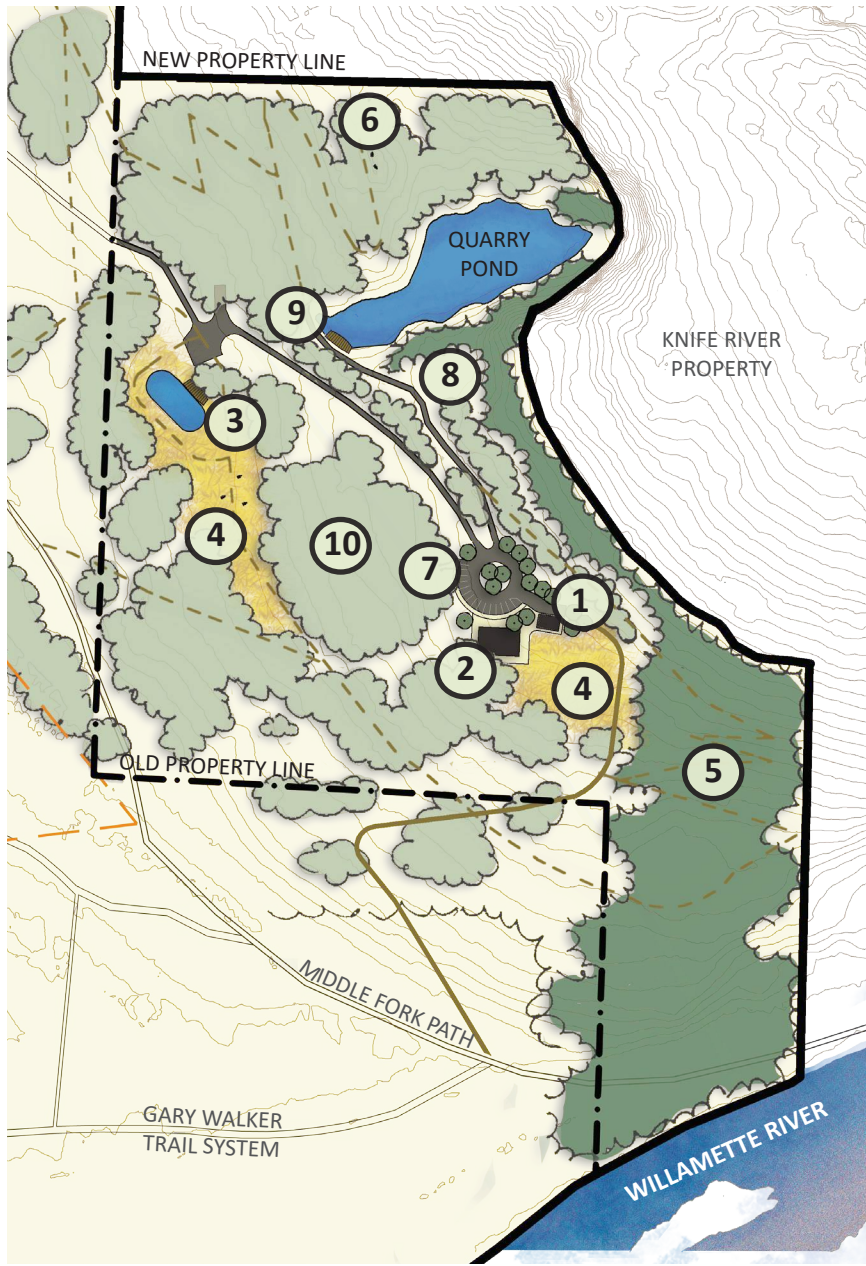 NEW PROPERTY LINE
6
QUARRY
POND
9
KNIFE RIVER
PROPERTY
8
3
4
10
7
1
2
4
OLD PROPERTY LINE
5
MIDDLE FORK PATH
GARY WALKER
TRAIL SYSTEM
WILLAMETTE RIVER